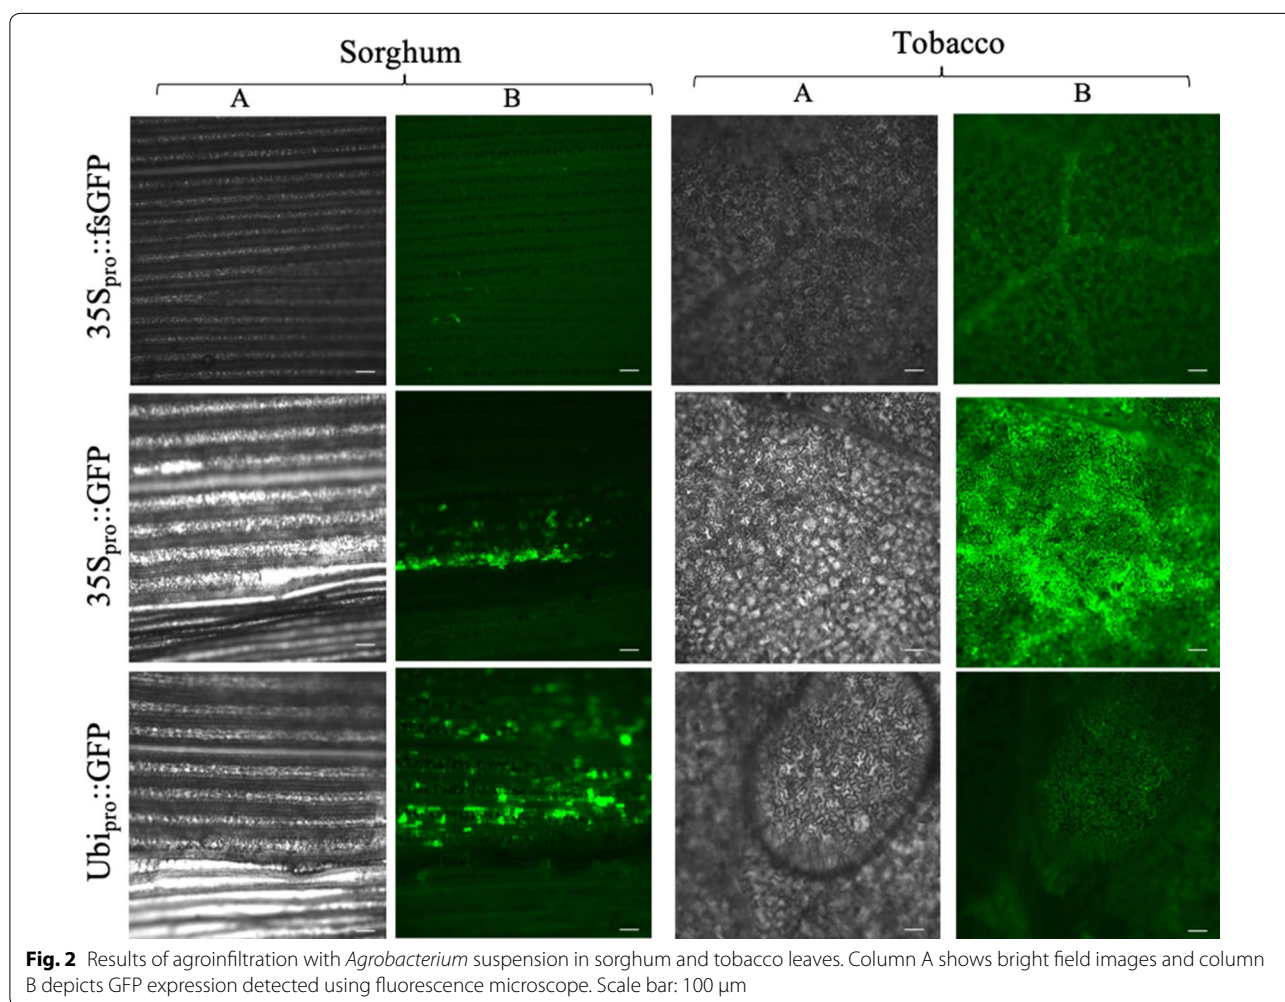 Sorghum
Tobacco
A
B
A
B
35Spro::fsGFP
35Spro::GFP
Ubipro::GFP
Fig. 2 Results of agroinfiltration with Agrobacterium suspension in sorghum and tobacco leaves. Column A shows bright field images and column
B depicts GFP expression detected using fluorescence microscope. Scale bar: 100 µm